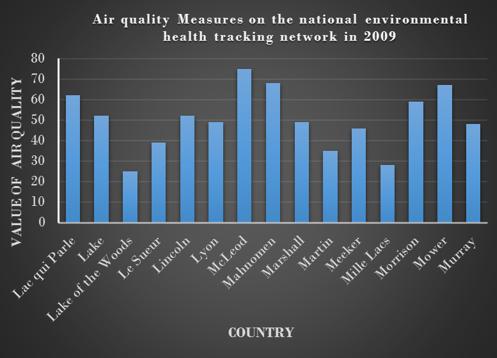 Air quality Measures on the national environmental
health tracking network in 2009
VALUE OF AIR QUALITY
80
70
60
50
40
30
20
10
0
Lac qui Parle
Lake
Lake of the Woods
Le Sueur
Lincoln
Lyon
McLeod
Mahnomen
Marshall
Martin
Meeker
Mille Lacs
Morrison
Mower
Murray
COUNTRY